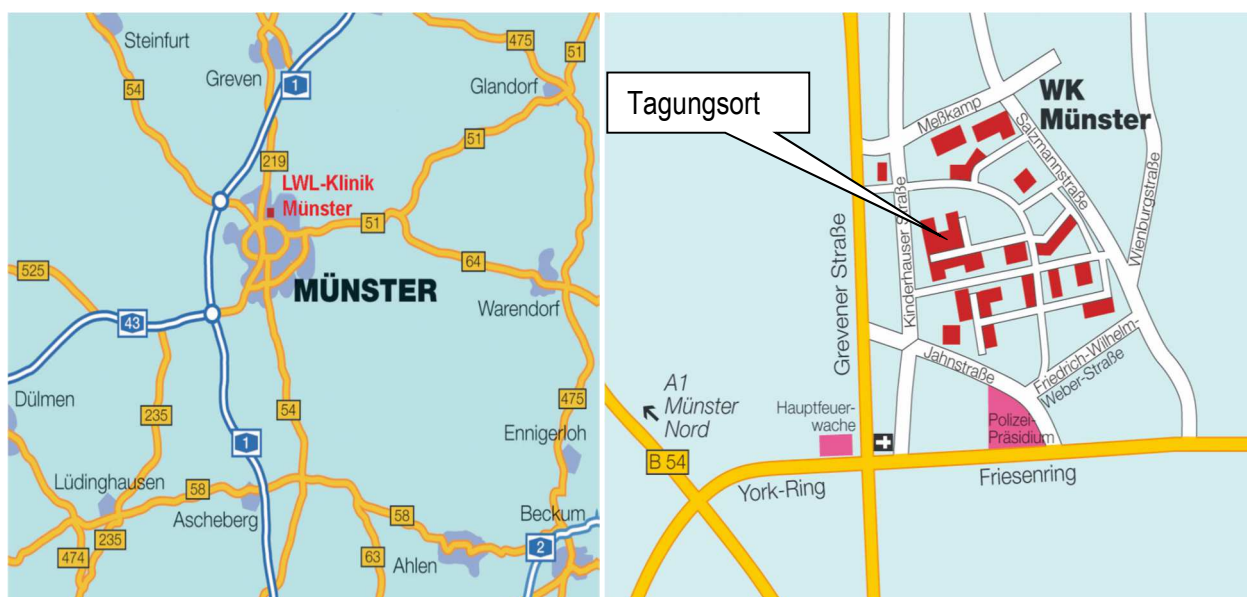 Steinfurt
475
51
Greven
54
1
Glandorf
51
219
LWL-Klinik
Münster
51
64
525
MÜNSTER
Warendorf
43
Dülmen
235
54
475
1
Ennigerloh
Lüdinghausen
58
Ascheberg
58
Beckum
235
474
63
Ahlen
2
Tagungsort
WK
Münster
Meßkamp
Salzmannstraße
Wienburgstraße
Kinderhauser Straße
Grevener Straße
Jahnstraße
Friedrich-Wilhelm-
Weber-Straße
A1
Münster
Nord
Hauptfeuer-
wache
Polizei-
Präsidium
B 54
York-Ring
Friesenring